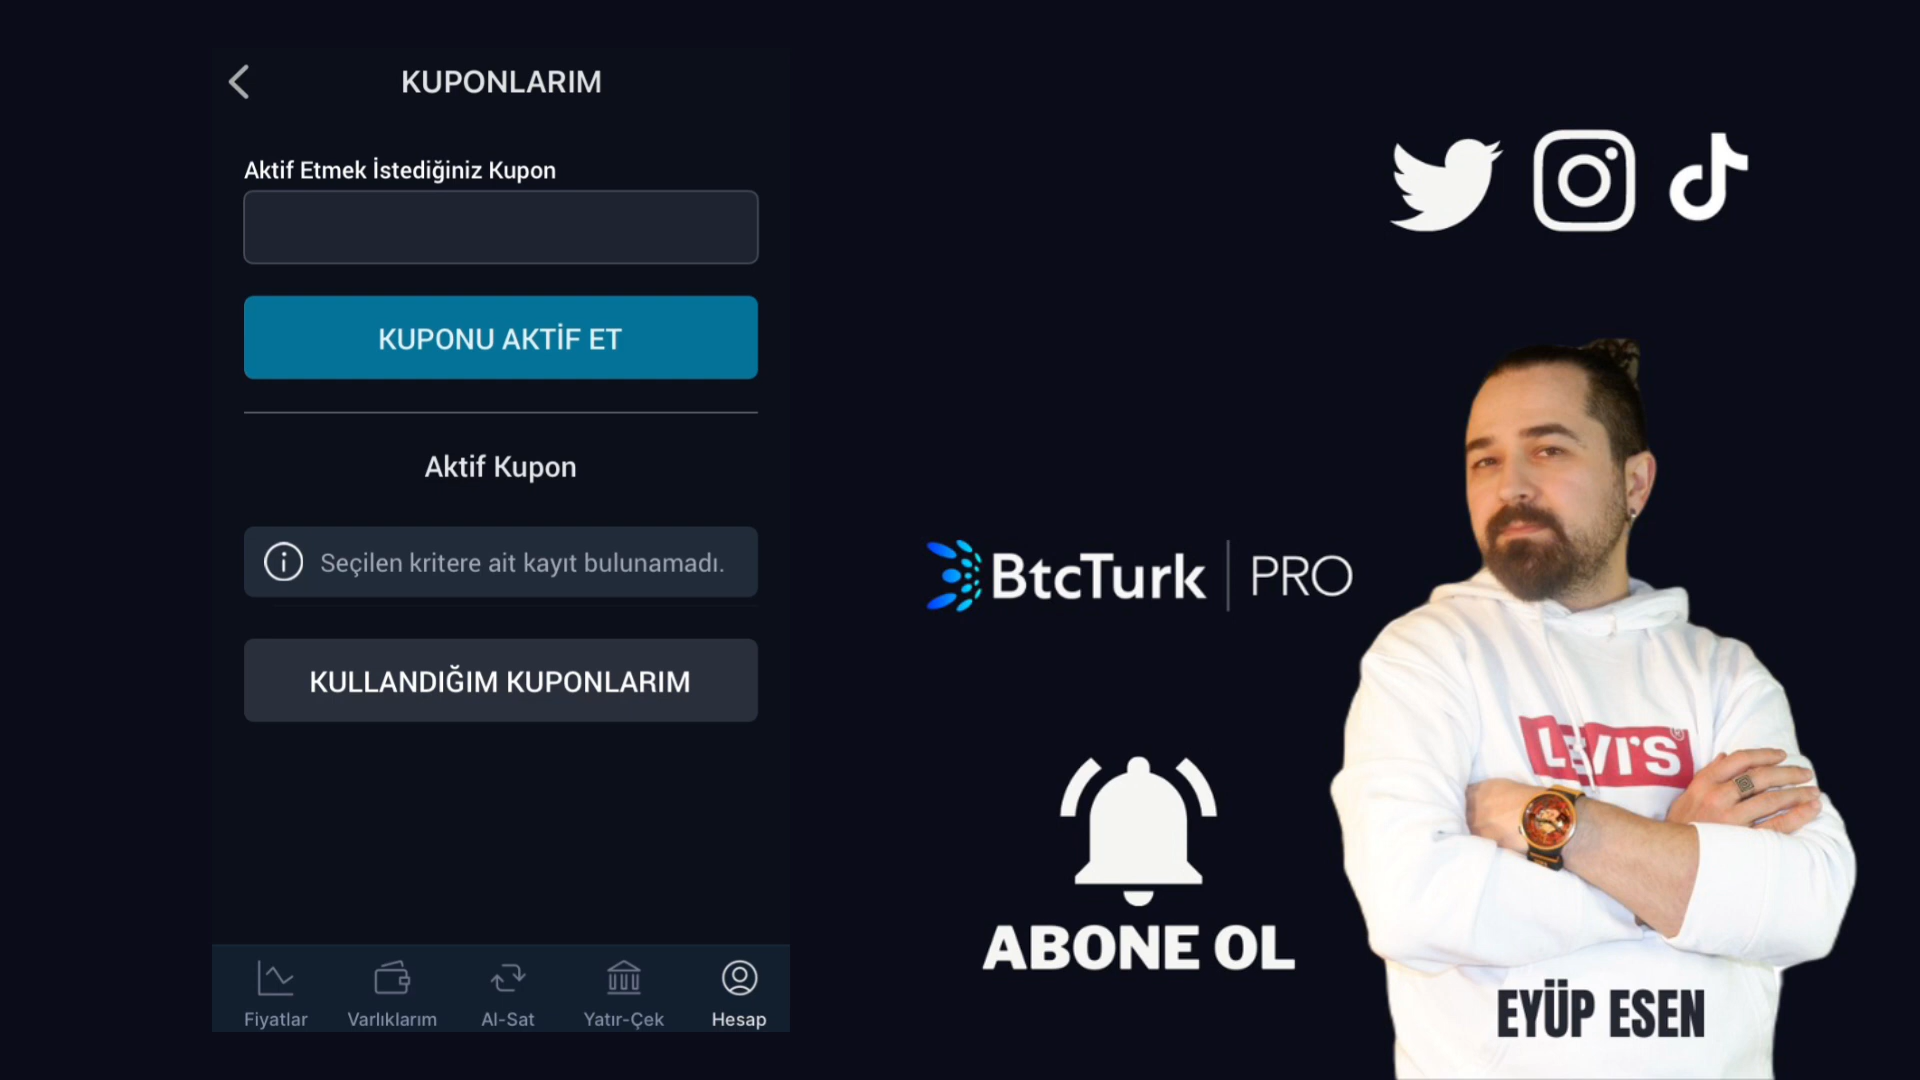 KUPONLARIM
Aktif Etmek İstediğiniz Kupon
KUPONU AKTİF ET
Aktif Kupon
Seçilen kritere ait kayıt bulunamadı.
KULLANDIĞIM KUPONLARIM
Fiyatlar
Varlıklarım
Al-Sat
Yatır-Çek
Hesap
BtcTurk | PRO
ABONE OL
LEVI'S®
EYÜP ESEN